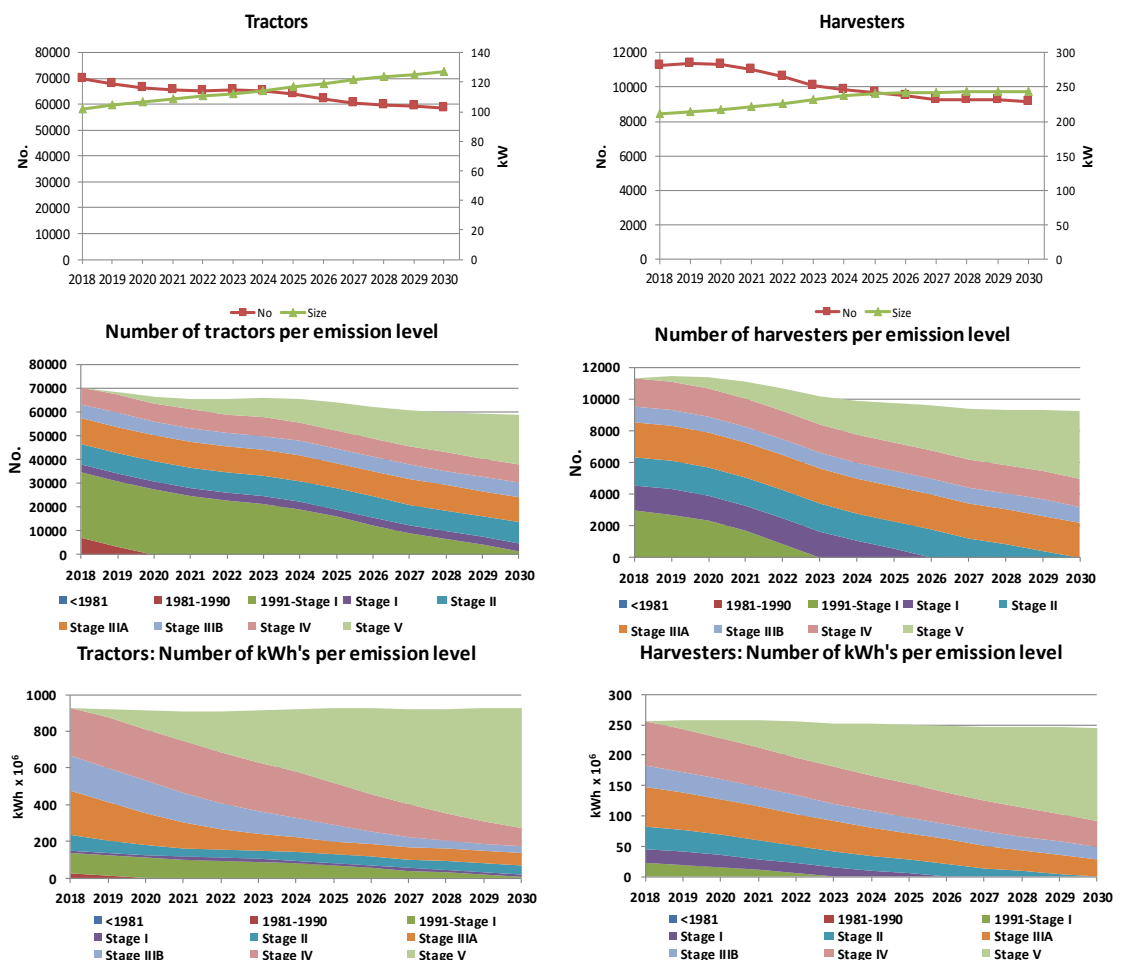 Tractors
80000
70000
60000
50000
40000
30000
20000
10000
0
No.
140
120
100
80
60
40
20
0
kW
2018 2019 2020 2021 2022 2023 2024 2025 2026 2027 2028 2029 2030
No Size
Harvesters
12000
10000
8000
6000
4000
2000
0
No.
300
250
200
150
100
50
0
kW
2018 2019 2020 2021 2022 2023 2024 2025 2026 2027 2028 2029 2030
No Size
Number of tractors per emission level
80000
70000
60000
50000
40000
30000
20000
10000
0
No.
2018 2019 2020 2021 2022 2023 2024 2025 2026 2027 2028 2029 2030
<1981 1981-1990 1991-Stage I Stage I Stage II
Stage IIIA Stage IIIB Stage IV Stage V
Number of harvesters per emission level
12000
10000
8000
6000
4000
2000
0
No.
2018 2019 2020 2021 2022 2023 2024 2025 2026 2027 2028 2029 2030
<1981 1981-1990 1991-Stage I Stage I Stage II
Stage IIIA Stage IIIB Stage IV Stage V
Tractors: Number of kWh's per emission level
1000
800
600
400
200
0
kWh x 10⁶
2018 2019 2020 2021 2022 2023 2024 2025 2026 2027 2028 2029 2030
<1981 1981-1990 1991-Stage I
Stage I Stage II Stage IIIA
Stage IIIB Stage IV Stage V
Harvesters: Number of kWh's per emission level
300
250
200
150
100
50
0
kWh x 10⁶
2018 2019 2020 2021 2022 2023 2024 2025 2026 2027 2028 2029 2030
<1981 1981-1990 1991-Stage I
Stage I Stage II Stage IIIA
Stage IIIB Stage IV Stage V